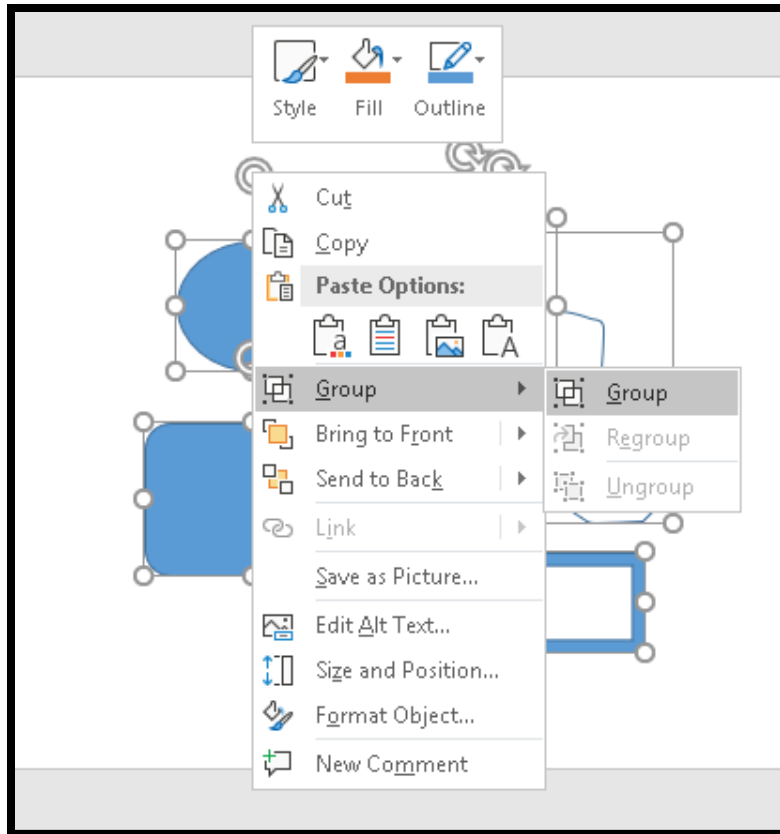 Style Fill Outline
Cut
Copy
Paste Options:
a A
Group
Group
Bring to Front
Regroup
Send to Back
Ungroup
Link
Save as Picture...
Edit Alt Text...
Size and Position...
Format Object...
New Comment